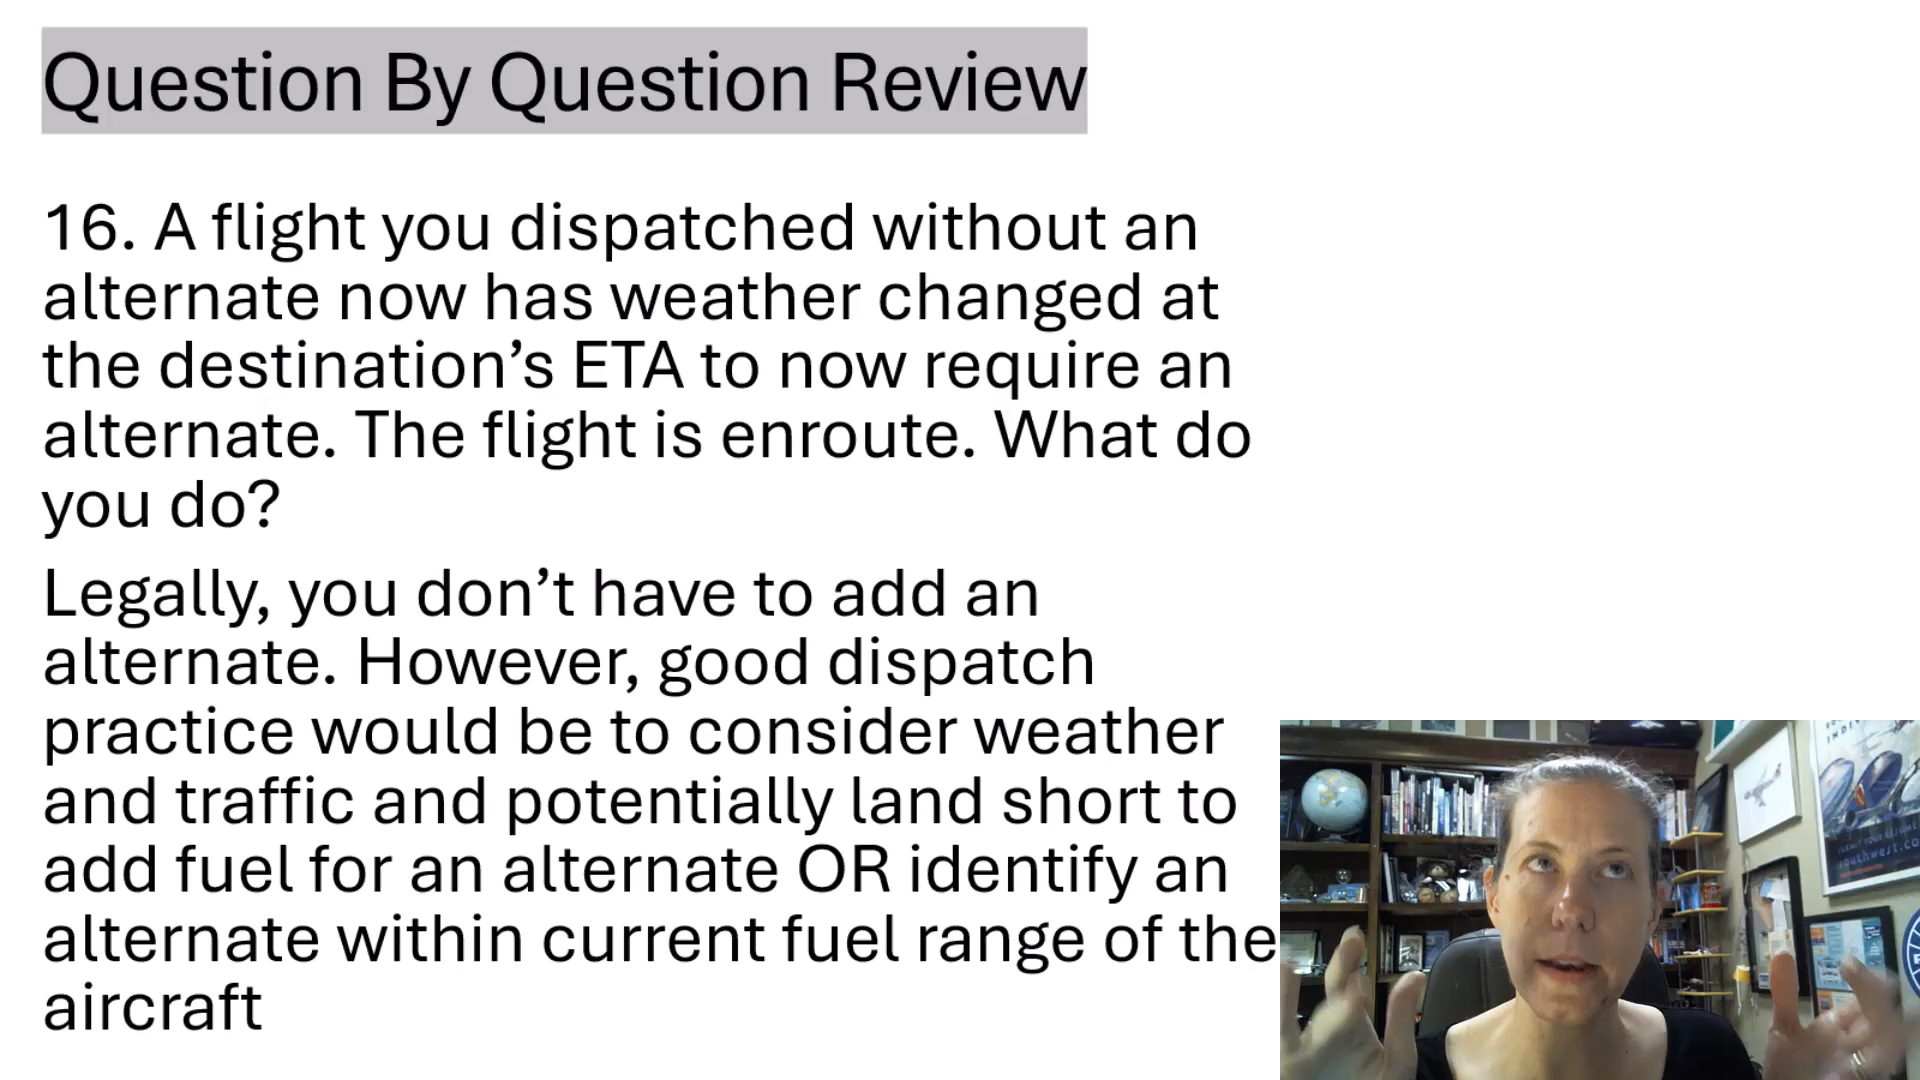 Question By Question Review
16. A flight you dispatched without an
alternate now has weather changed at
the destination’s ETA to now require an
alternate. The flight is enroute. What do
you do?
Legally, you don’t have to add an
alternate. However, good dispatch
practice would be to consider weather
and traffic and potentially land short to
add fuel for an alternate OR identify an
alternate within current fuel range of the
aircraft